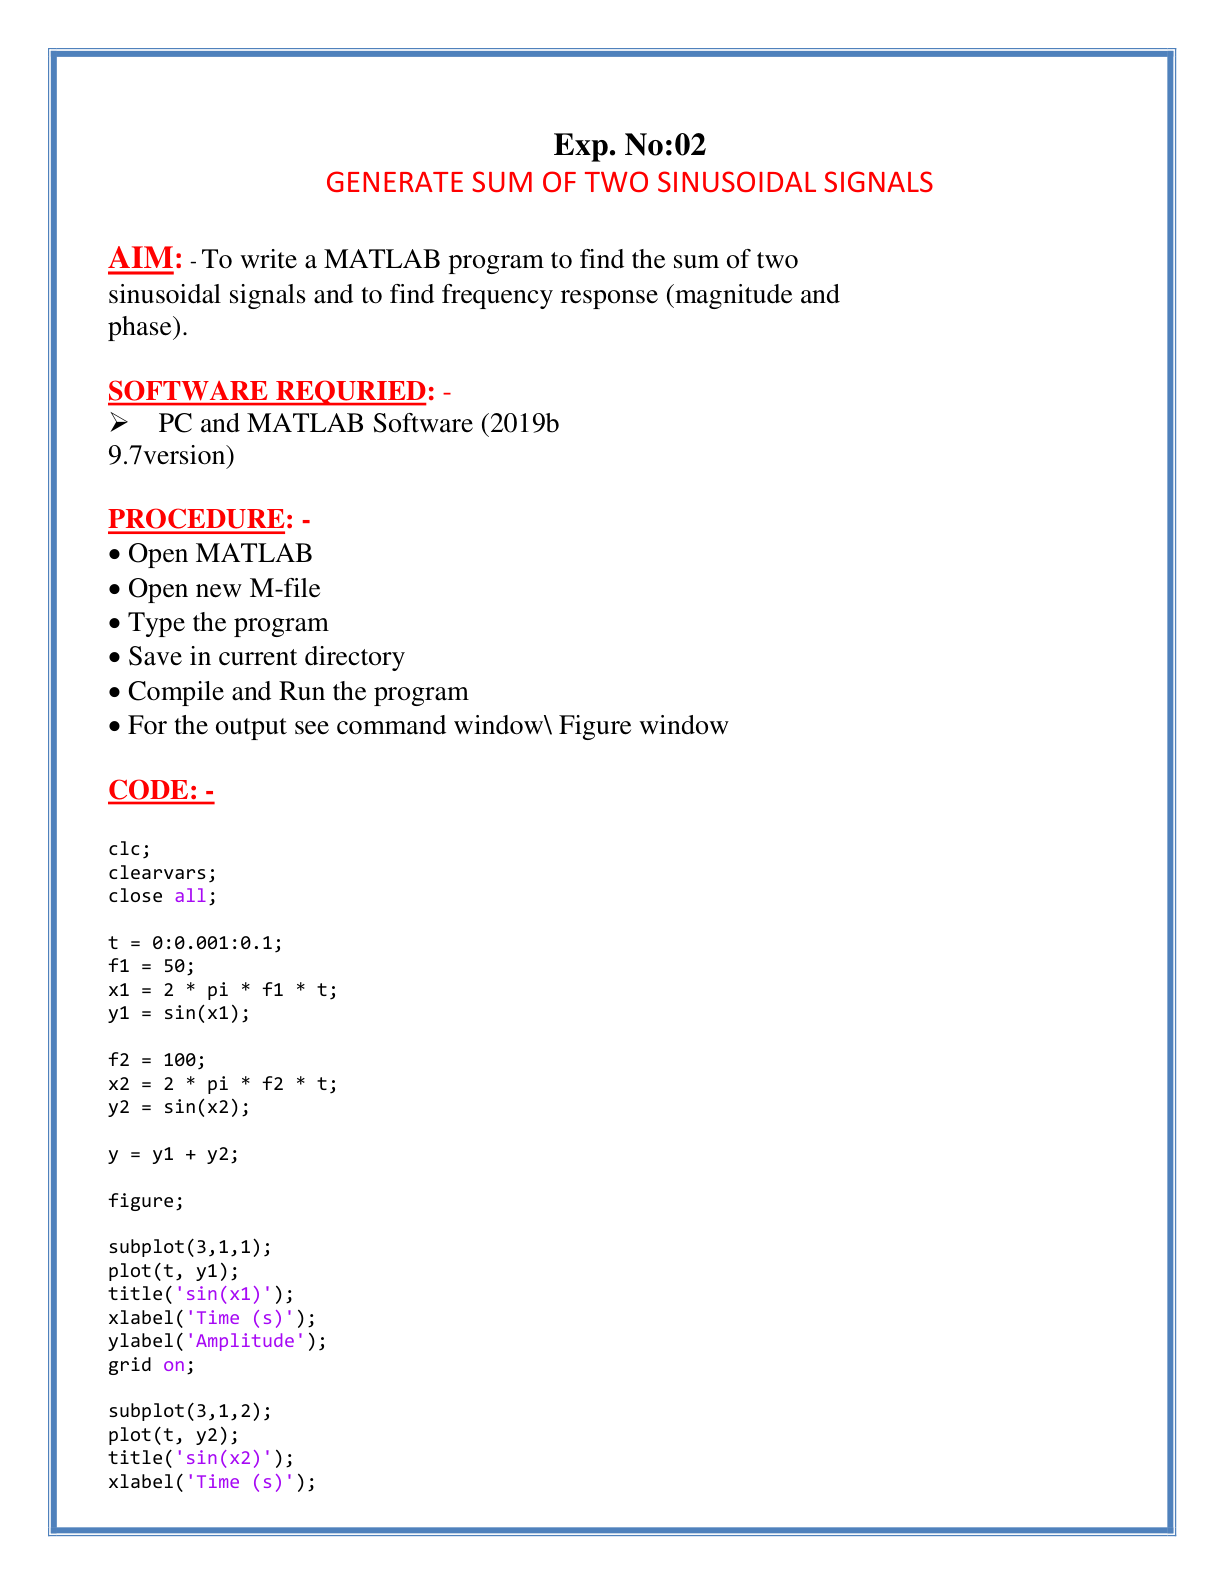 Exp. No:02
GENERATE SUM OF TWO SINUSOIDAL SIGNALS
AIM: - To write a MATLAB program to find the sum of two
sinusoidal signals and to find frequency response (magnitude and
phase).
SOFTWARE REQURIED: -
➢ PC and MATLAB Software (2019b
9.7version)
PROCEDURE: -
• Open MATLAB
• Open new M-file
• Type the program
• Save in current directory
• Compile and Run the program
• For the output see command window\ Figure window
CODE: -
clc;
clearvars;
close all;
t = 0:0.001:0.1;
f1 = 50;
x1 = 2 * pi * f1 * t;
y1 = sin(x1);
f2 = 100;
x2 = 2 * pi * f2 * t;
y2 = sin(x2);
y = y1 + y2;
figure;
subplot(3,1,1);
plot(t, y1);
title('sin(x1)');
xlabel('Time (s)');
ylabel('Amplitude');
grid on;
subplot(3,1,2);
plot(t, y2);
title('sin(x2)');
xlabel('Time (s)');